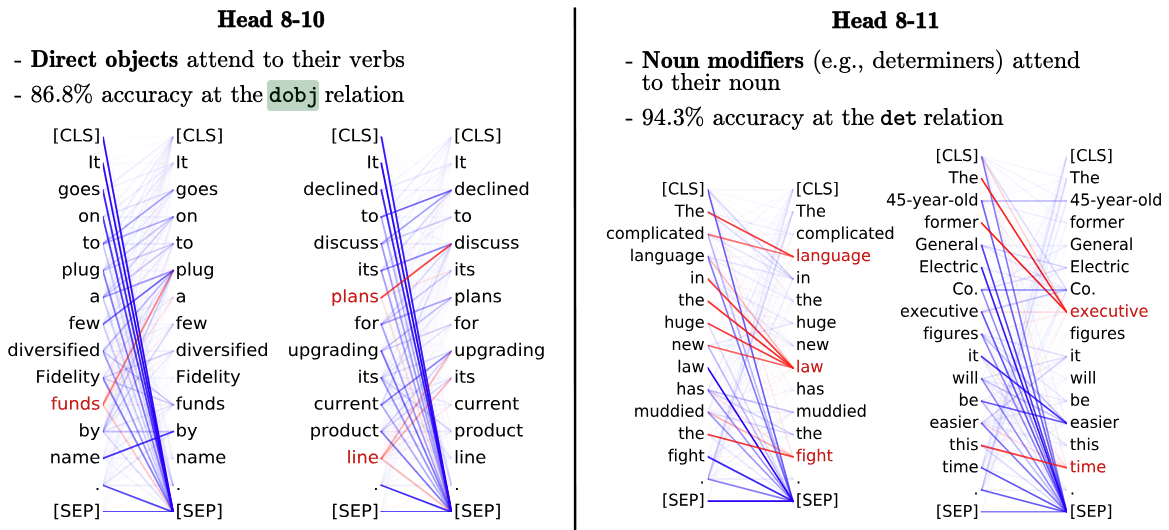 Head 8-10
- Direct objects attend to their verbs
- 86.8% accuracy at the dobj relation
[CLS] [CLS]
It It
goes goes
on on
to to
plug plug
a a
few few
diversified diversified
Fidelity Fidelity
funds funds
by by
name name
. .
[SEP] [SEP]
[CLS] [CLS]
It It
declined declined
to to
discuss discuss
its its
plans plans
for for
upgrading upgrading
its its
current current
product product
line line
. .
[SEP] [SEP]
Head 8-11
- Noun modifiers (e.g., determiners) attend
to their noun
- 94.3% accuracy at the det relation
[CLS] [CLS]
The The
complicated complicated
language language
in in
the the
huge huge
new new
law law
has has
muddied muddied
the the
fight fight
. .
[SEP] [SEP]
[CLS] [CLS]
The The
45-year-old 45-year-old
former former
General General
Electric Electric
Co. Co.
executive executive
figures figures
it it
will will
be be
easier easier
this this
time time
. .
[SEP] [SEP]